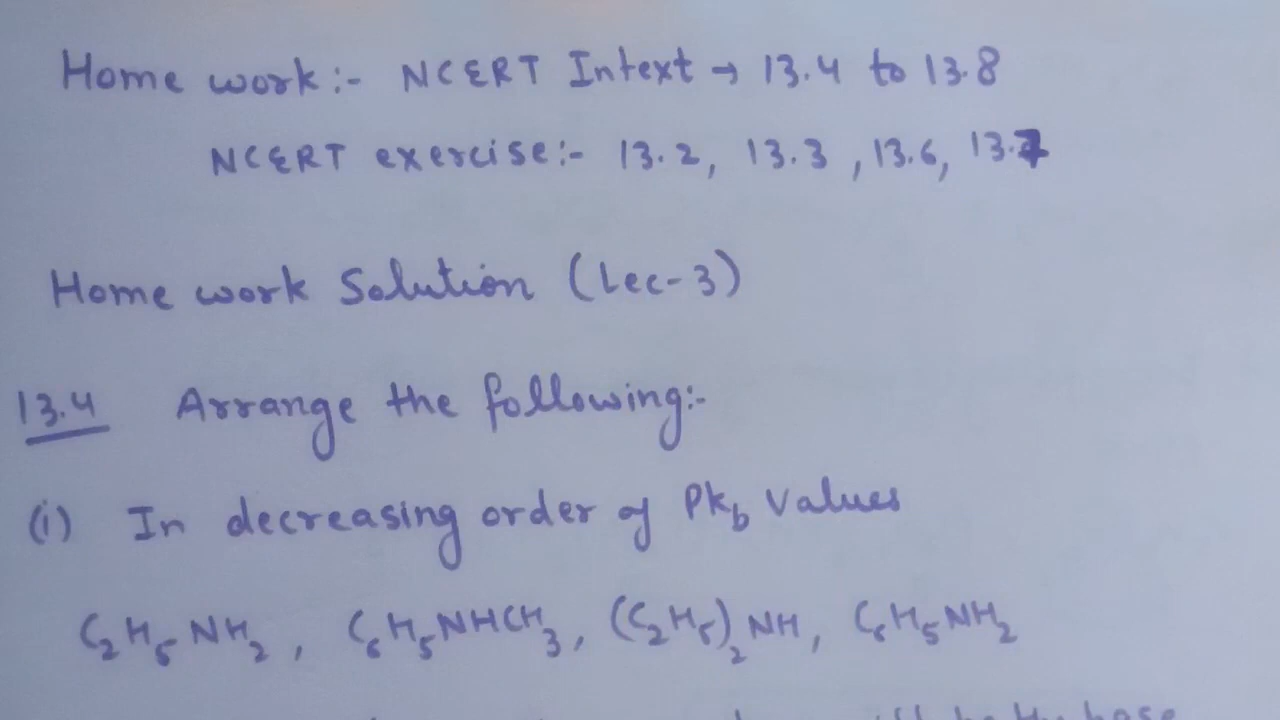 Home work:- NCERT Intext → 13.4 to 13.8
NCERT exercise:- 13.2, 13.3, 13.6, 13.7
Home work Solution (Lec-3)
13.4 Arrange the following:-
(i) In decreasing order of Pkb values
C2H5NH2, C6H5NHCH3, (C2H5)2NH, C6H5NH2